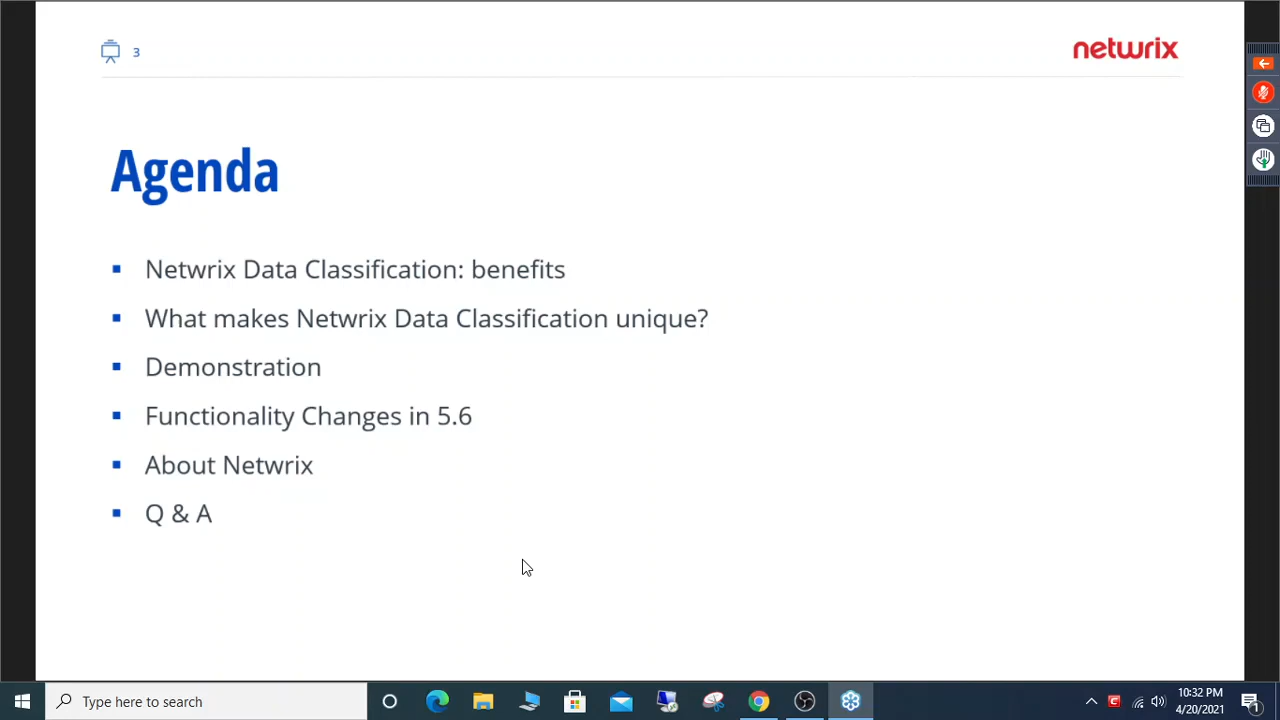 3
netwrix
Agenda
Netwrix Data Classification: benefits
What makes Netwrix Data Classification unique?
Demonstration
Functionality Changes in 5.6
About Netwrix
Q & A
Type here to search
10:32 PM
4/20/2021
1